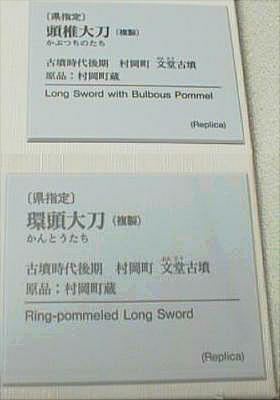 〔県指定〕
頭椎大刀（複製）
かぶつちのたち
古墳時代後期　村岡町　文堂古墳
原品：村岡町蔵
Long Sword with Bulbous Pommel
(Replica)
〔県指定〕
環頭大刀（複製）
かんとうたち
古墳時代後期　村岡町　文堂古墳
原品：村岡町蔵
Ring-pommeled Long Sword
(Replica)